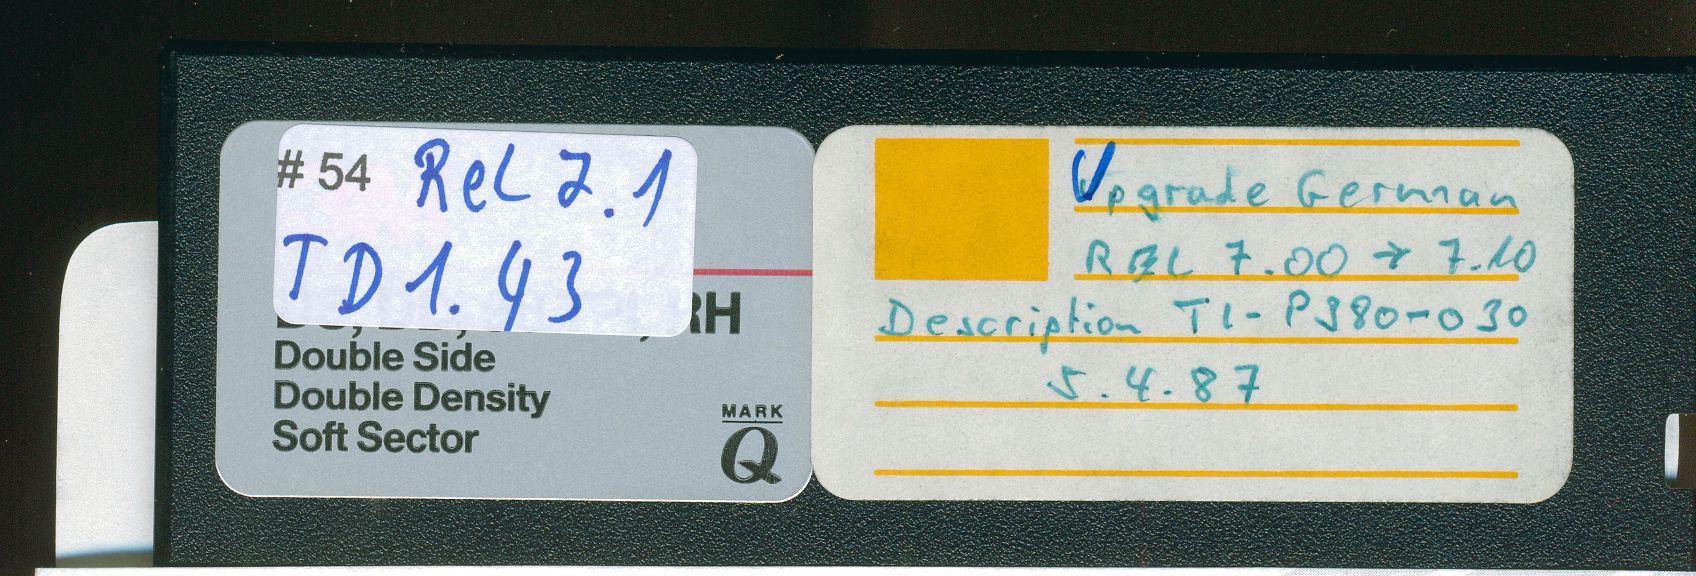 # 54 ReL 7.1
TD 1.43
RH
Double Side
Double Density
Soft Sector
MARK
Q
Upgrade German
REL 7.00 → 7.10
Description TI-P380-030
5.4.87